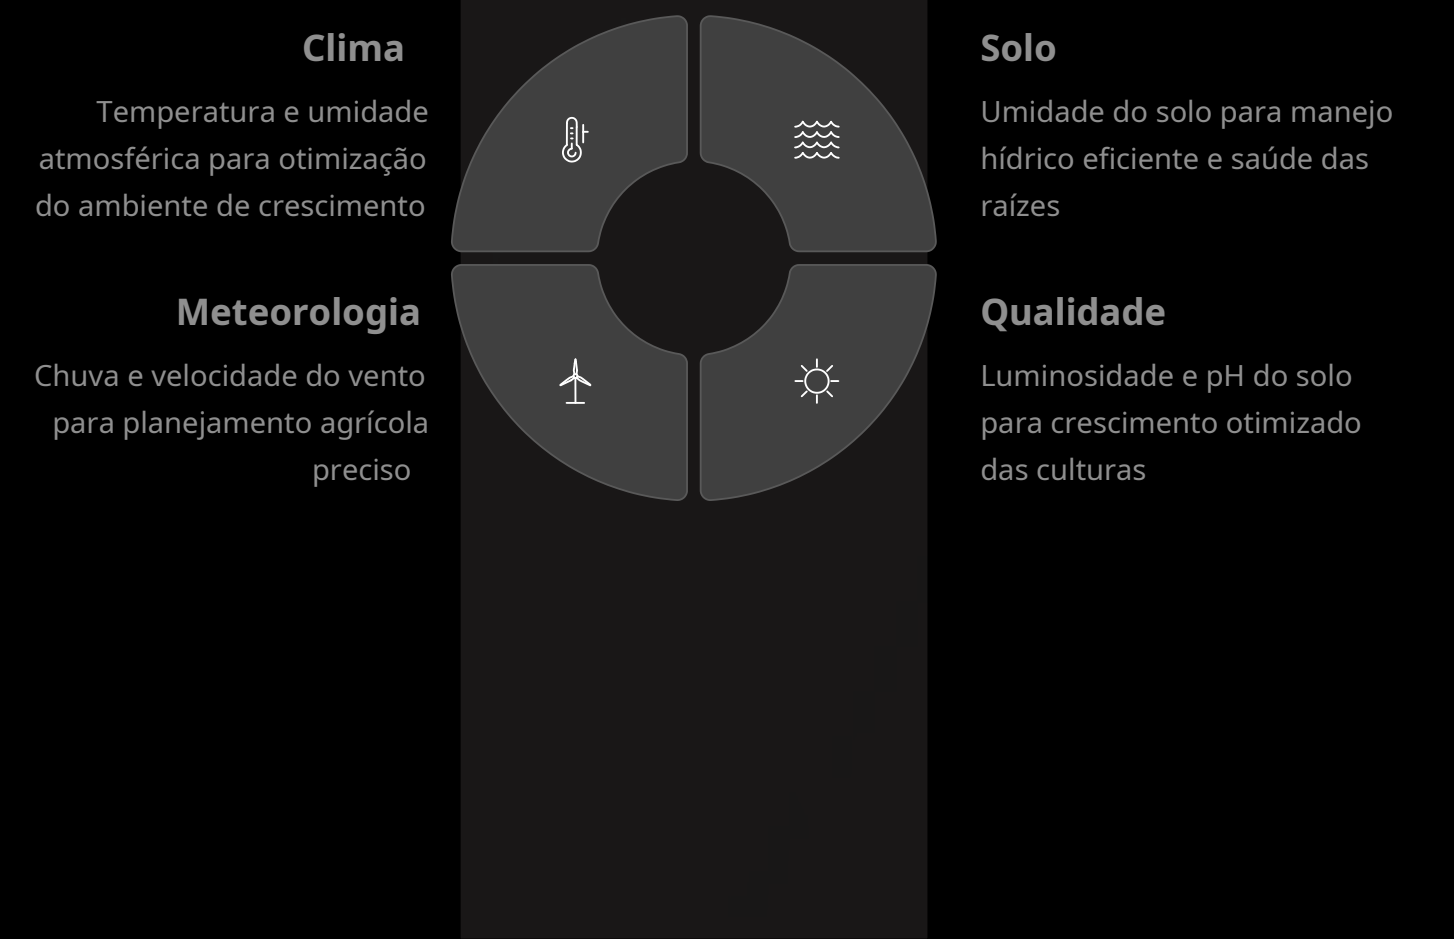 Clima
Temperatura e umidade
atmosférica para otimização
do ambiente de crescimento
Solo
Umidade do solo para manejo
hídrico eficiente e saúde das
raízes
Meteorologia
Chuva e velocidade do vento
para planejamento agrícola
preciso
Qualidade
Luminosidade e pH do solo
para crescimento otimizado
das culturas